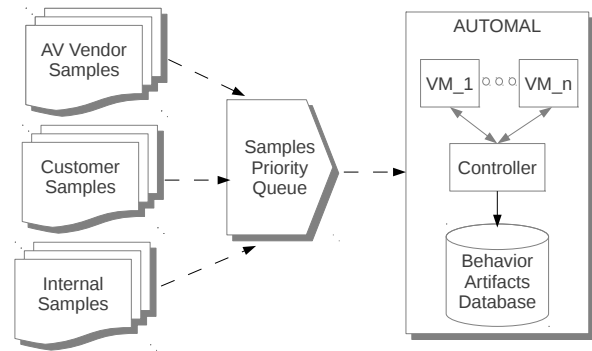 AV Vendor
Samples
Customer
Samples
Internal
Samples
Samples
Priority
Queue
AUTOMAL
VM_1
VM_n
Controller
Behavior
Artifacts
Database